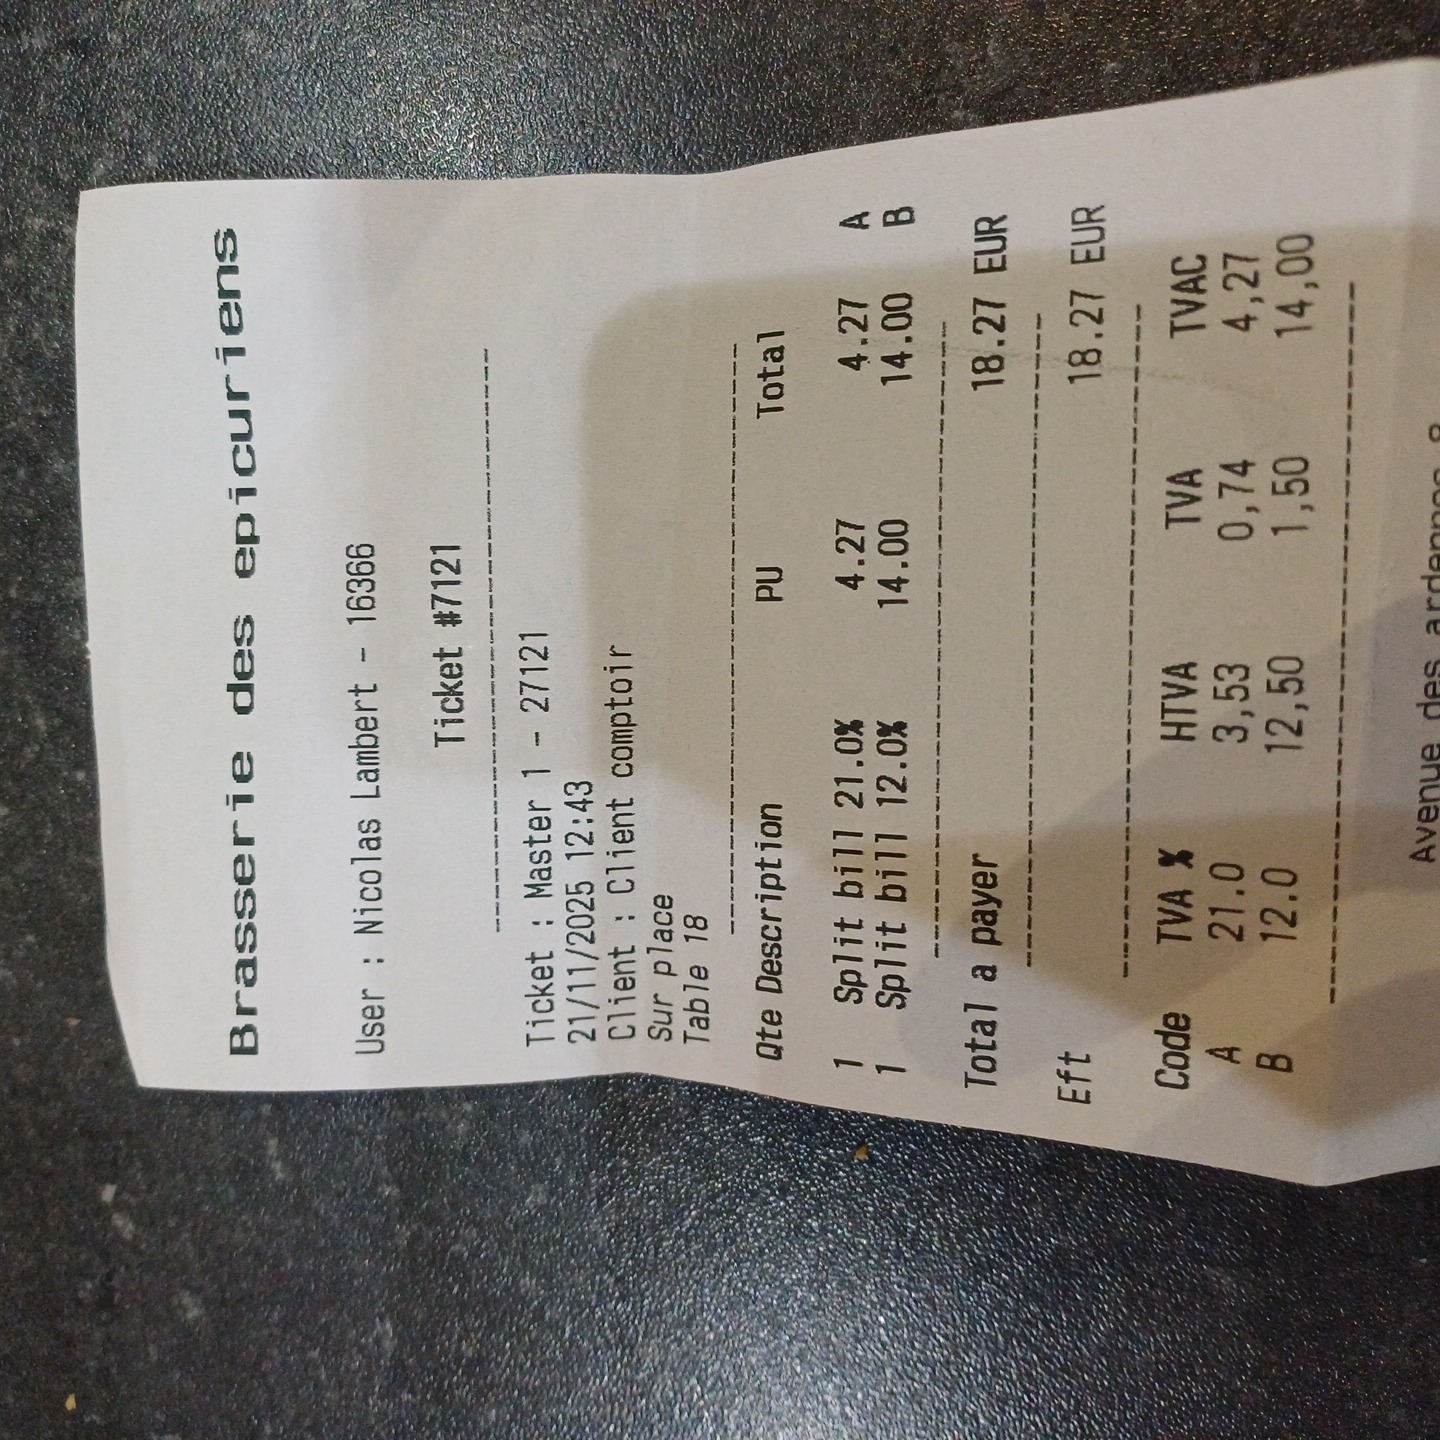 Brasserie des epicuriens
User : Nicolas Lambert - 16366
Ticket #7121
Ticket : Master 1 - 27121
21/11/2025 12:43
Client : Client comptoir
Sur place
Table 18
Qte Description PU Total
1 Split bill 21.0% 4.27 4.27 A
1 Split bill 12.0% 14.00 14.00 B
Total a payer 18.27 EUR
Eft 18.27 EUR
Code TVA % HTVA TVA TVAC
A 21.0 3,53 0,74 4,27
B 12.0 12,50 1,50 14,00
Avenue des ardennes